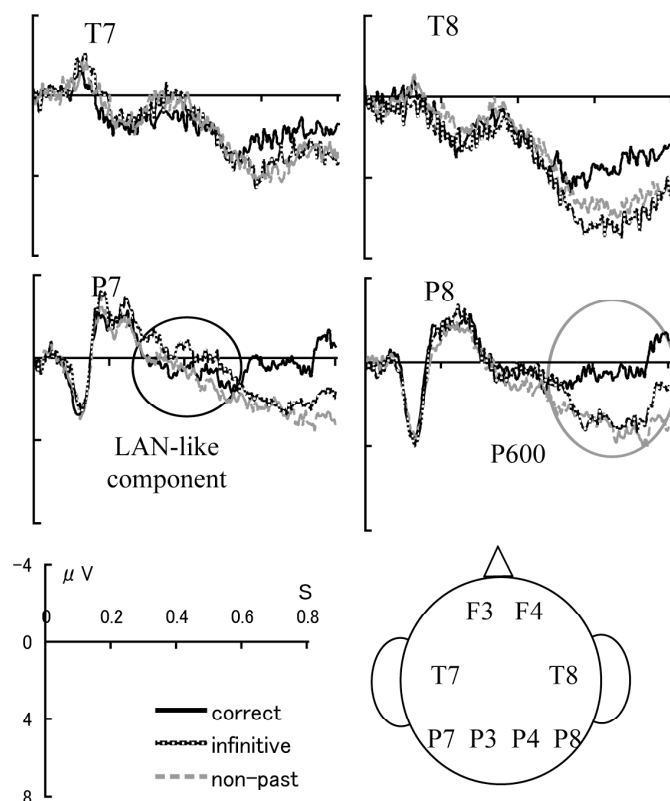 T7
T8
P7
P8
LAN-like
component
P600
-4
μV
S
0 0.2 0.4 0.6 0.8
0
4
8
correct
infinitive
non-past
F3 F4
T7 T8
P7 P3 P4 P8